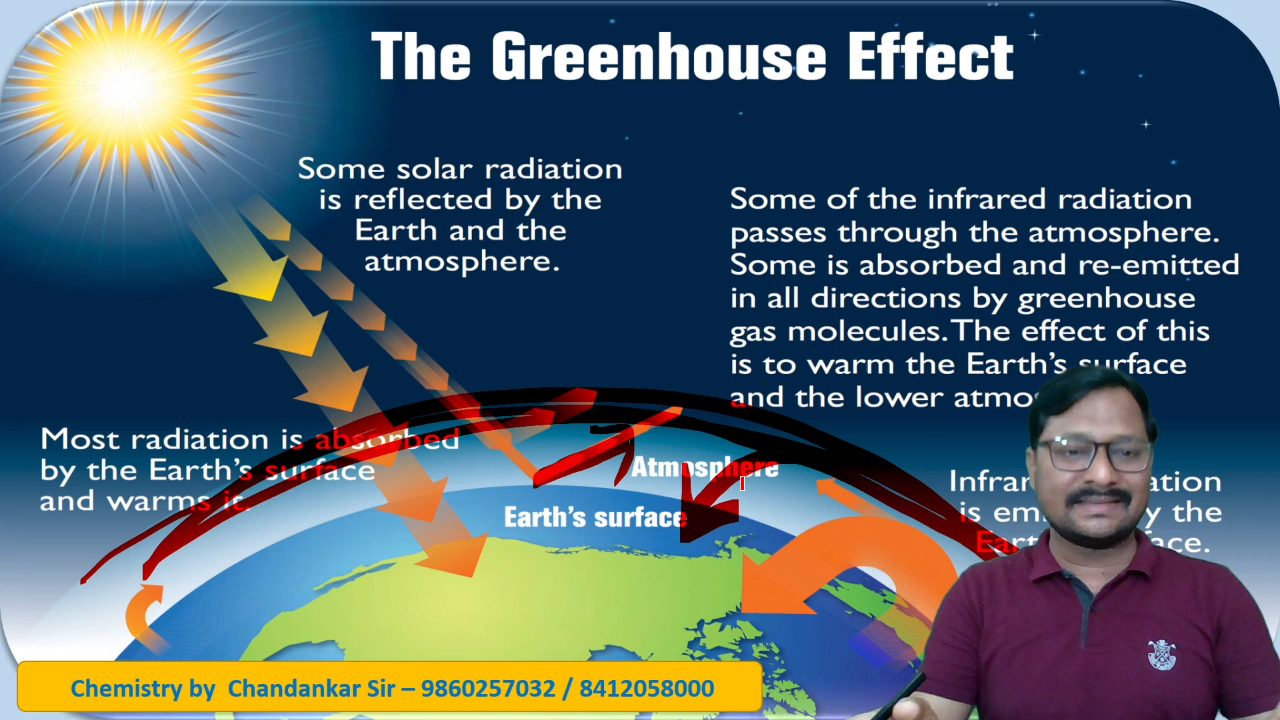 The Greenhouse Effect
Some solar radiation
is reflected by the
Earth and the
atmosphere.
Some of the infrared radiation
passes through the atmosphere.
Some is absorbed and re-emitted
in all directions by greenhouse
gas molecules. The effect of this
is to warm the Earth's surface
and the lower
Most radiation is absorbed
by the Earth's surface
and warms it.
Atmosphere
Earth's surface
is by the
Chemistry by Chandankar Sir – 9860257032 / 8412058000